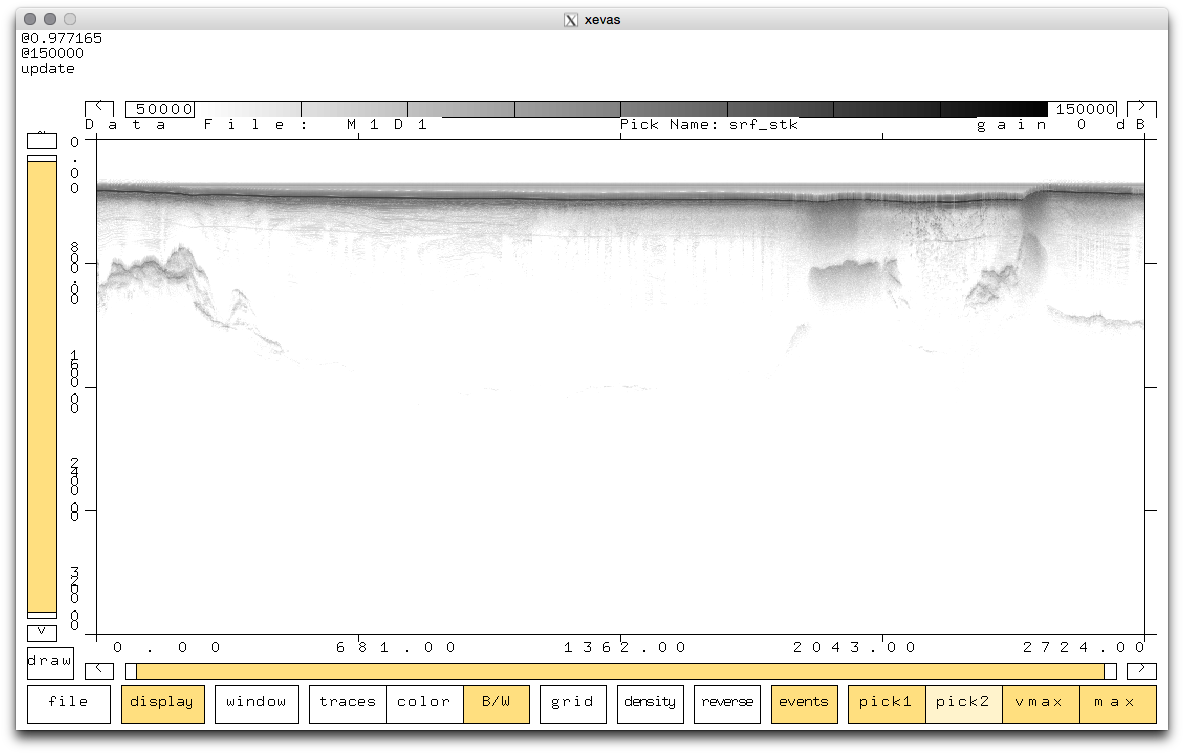 xevas
@0.977165
@150000
update
< 50000 150000 >
Data File: M1D1 Pick Name: srf_stk gain 0 dB
0.00
800.00
1600.00
2400.00
3200.00
0.00 681.00 1362.00 2043.00 2724.00
draw < >
file display window traces color B/W grid density reverse events pick1 pick2 vmax max